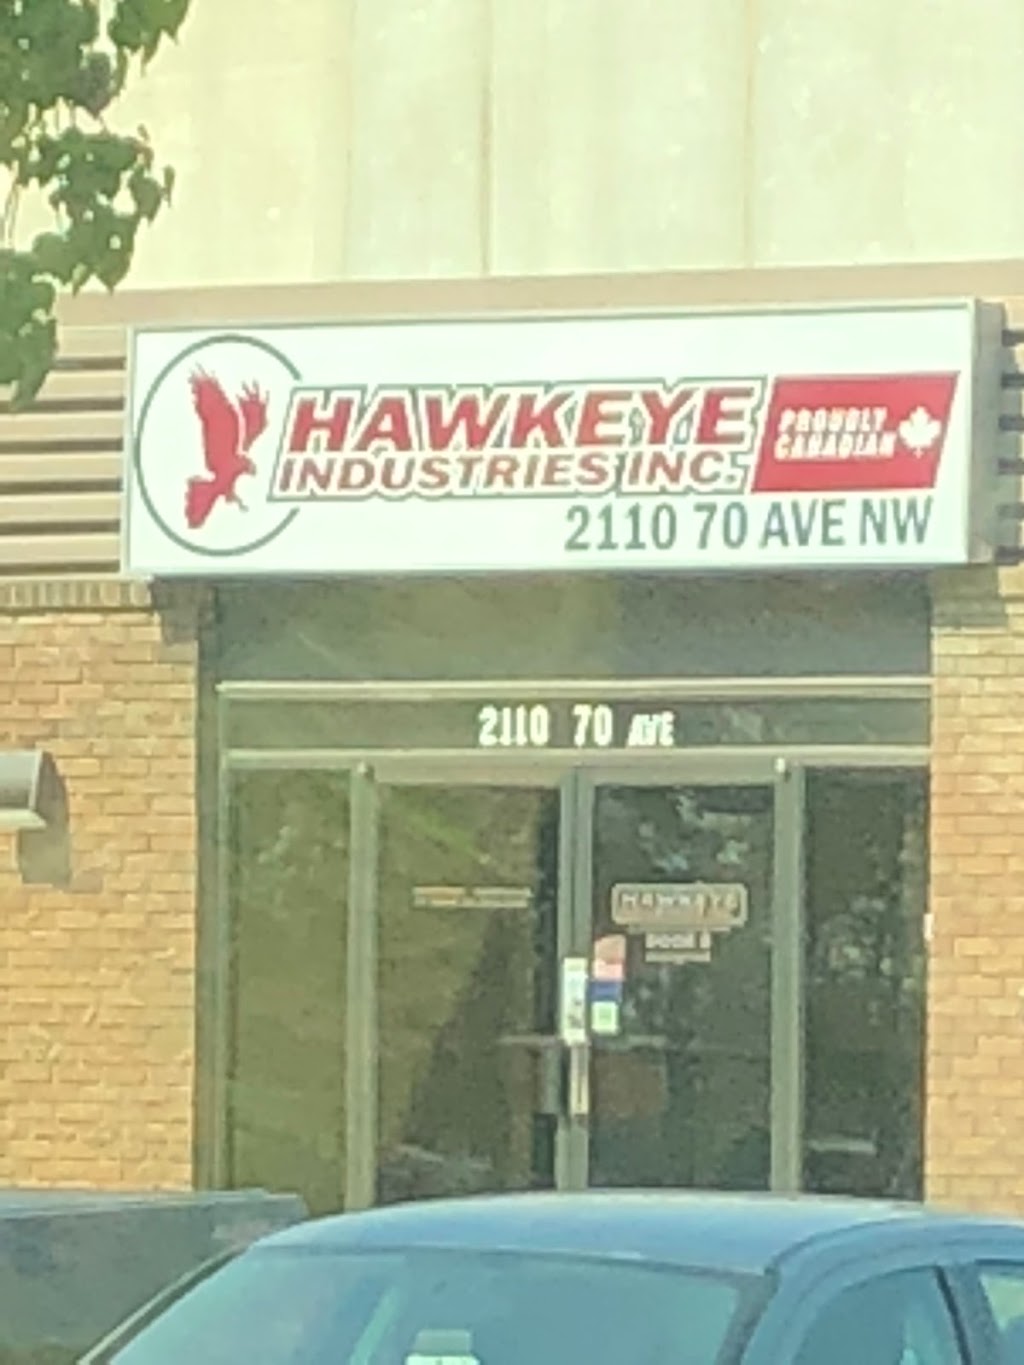 HAWKEYE
INDUSTRIES INC.
PROUDLY
CANADIAN
2110 70 AVE NW
2110 70 AVE
HAWKEYE